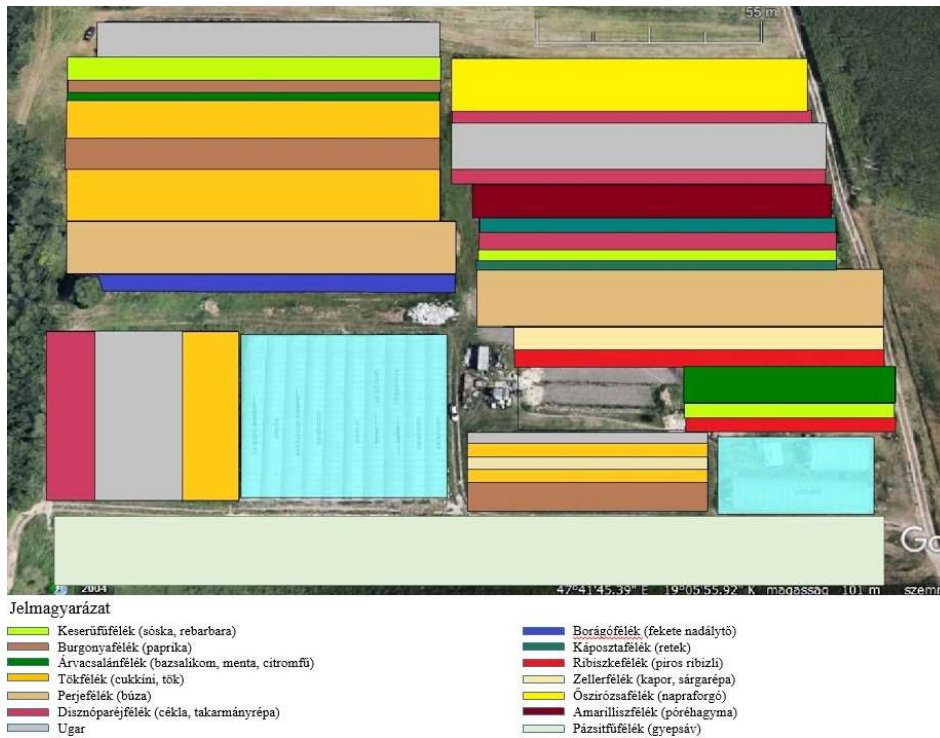 55 m
Go
2004
47°41'45.39" É 19°05'55.92" K magasság 101 m szemm
Jelmagyarázat
Keserűfűfélék (sóska, rebarbara)
Burgonyafélék (paprika)
Árvacsalánfélék (bazsalikom, menta, citromfű)
Tökfélék (cukkíni, tök)
Perjefélék (búza)
Disznóparéjfélék (cékla, takarmányrépa)
Ugar
Borágófélék (fekete nadálytő)
Káposztafélék (retek)
Ribiszkefélék (piros ribizli)
Zellerfélék (kapor, sárgarépa)
Őszirózsafélék (napraforgó)
Amarilliszfélék (póréhagyma)
Pázsitfűfélék (gyepsáv)